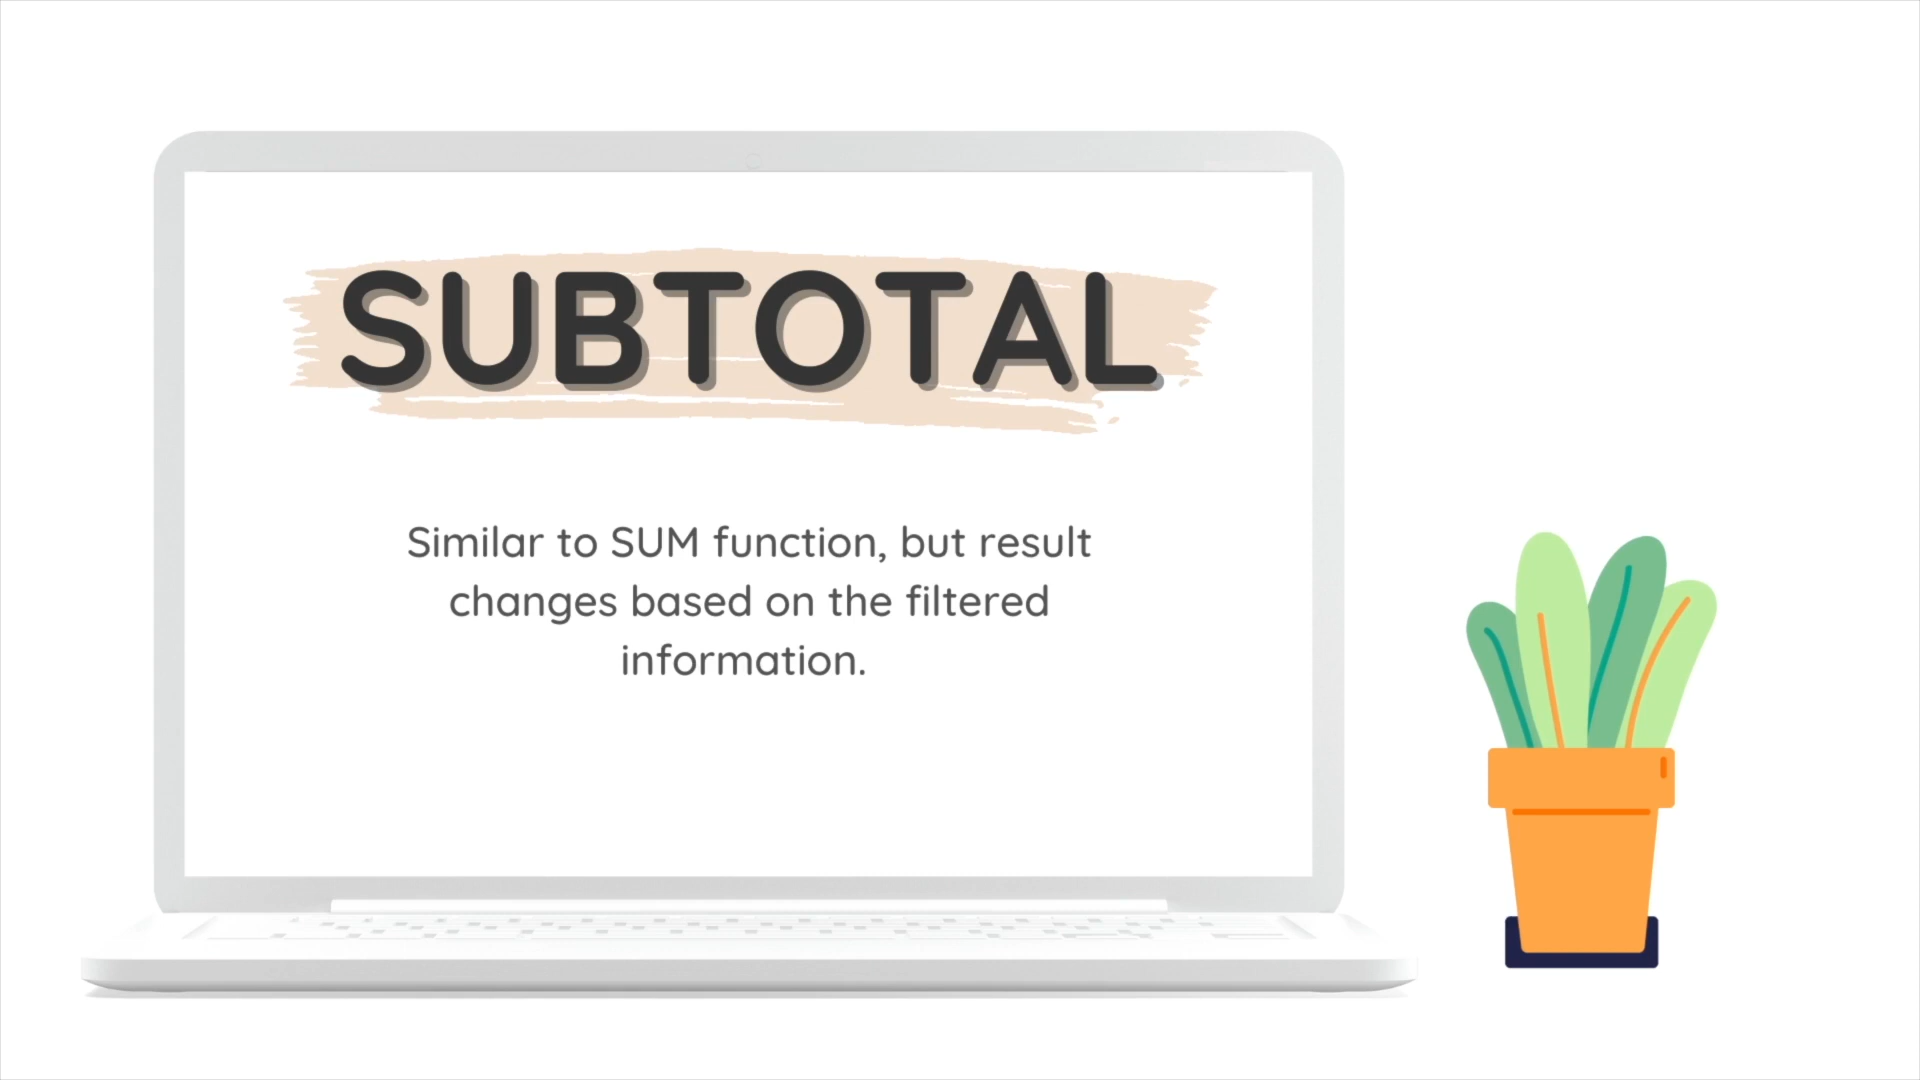 SUBTOTAL
Similar to SUM function, but result
changes based on the filtered
information.